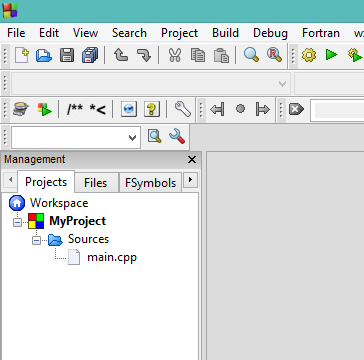 File Edit View Search Project Build Debug Fortran
/** *<
Management
Projects Files FSymbols
Workspace
MyProject
Sources
main.cpp